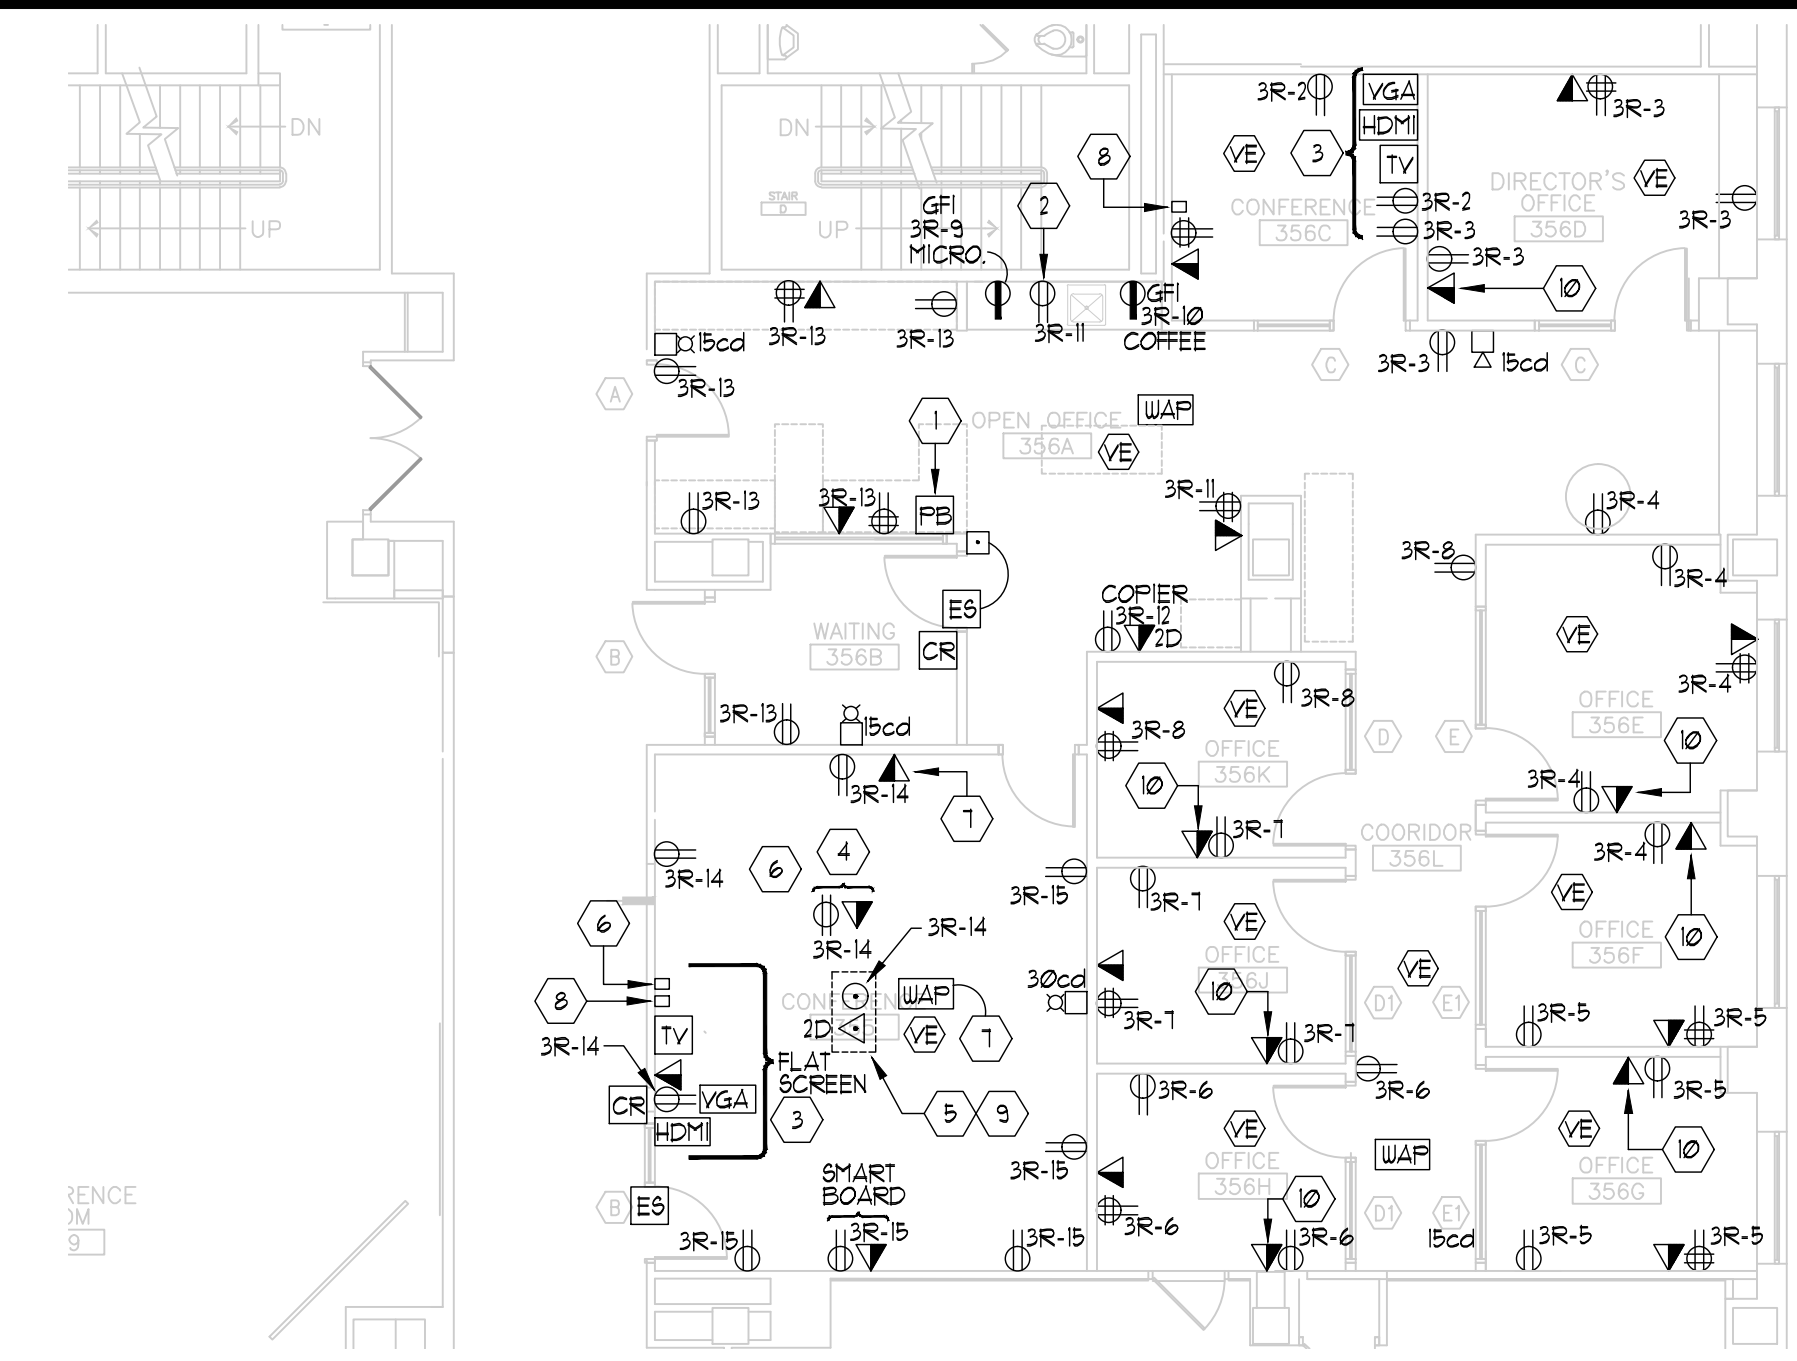 DN
UP
DN
UP
STAIR
D
3R-2
VGA
HDMI
TV
3
VE
8
CONFERENCE
356C
3R-2
3R-3
3R-3
DIRECTOR'S
OFFICE
356D
VE
3R-3
3R-3
10
GFI
3R-9
MICRO.
2
3R-13
3R-13
3R-11
GFI
3R-10
COFFEE
15cd
3R-13
A
C
3R-3
15cd
C
1
OPEN OFFICE
356A
WAP
VE
3R-13
3R-13
PB
3R-11
3R-4
3R-8
3R-4
ES
CR
WAITING
356B
B
COPIER
3R-12
2D
VE
3R-4
OFFICE
356E
10
3R-4
3R-13
15cd
3R-8
VE
3R-8
OFFICE
356K
10
3R-7
D
E
3R-14
7
COORIDOR
356L
3R-4
3R-14
6
4
3R-14
3R-14
3R-15
3R-7
VE
OFFICE
356J
10
3R-7
3R-7
VE
D1
E1
VE
OFFICE
356F
10
3R-5
3R-5
6
8
3R-14
TV
CR
VGA
HDMI
FLAT
SCREEN
3
2D
WAP
VE
7
5
9
30cd
3R-6
3R-6
VE
OFFICE
356H
10
3R-6
3R-6
WAP
D1
E1
15cd
3R-5
VE
10
OFFICE
356G
3R-5
3R-5
3R-15
SMART
BOARD
3R-15
3R-15
3R-15
B
ES
RENCE
9